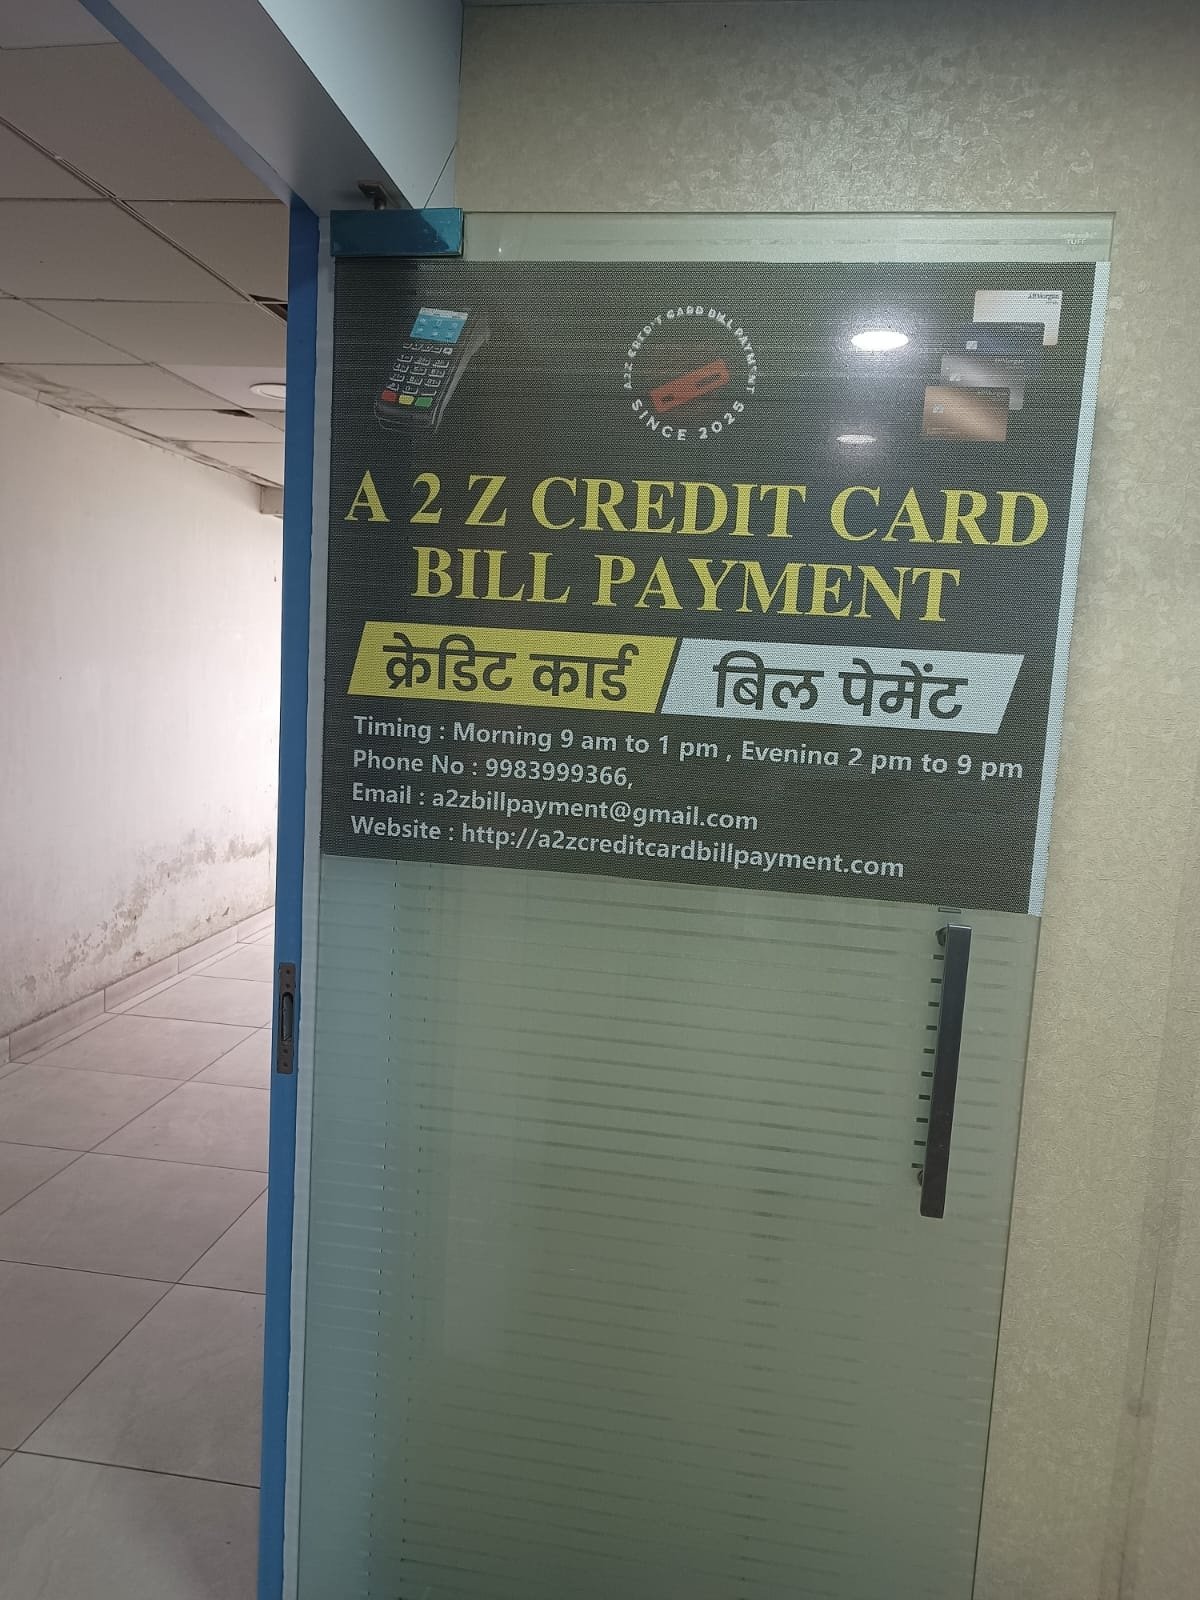 TUFF
A2Z CREDIT CARD BILL PAYMENT
SINCE 2025
A 2 Z CREDIT CARD
BILL PAYMENT
क्रेडिट कार्ड बिल पेमेंट
Timing : Morning 9 am to 1 pm , Evening 2 pm to 9 pm
Phone No : 9983999366,
Email : a2zbillpayment@gmail.com
Website : http://a2zcreditcardbillpayment.com